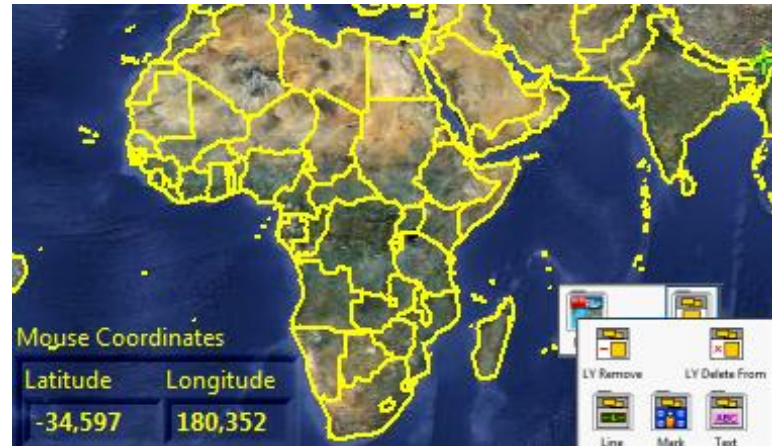 Mouse Coordinates
Latitude Longitude
-34,597 180,352
LY Remove LY Delete From
ABC
Line Mark Text